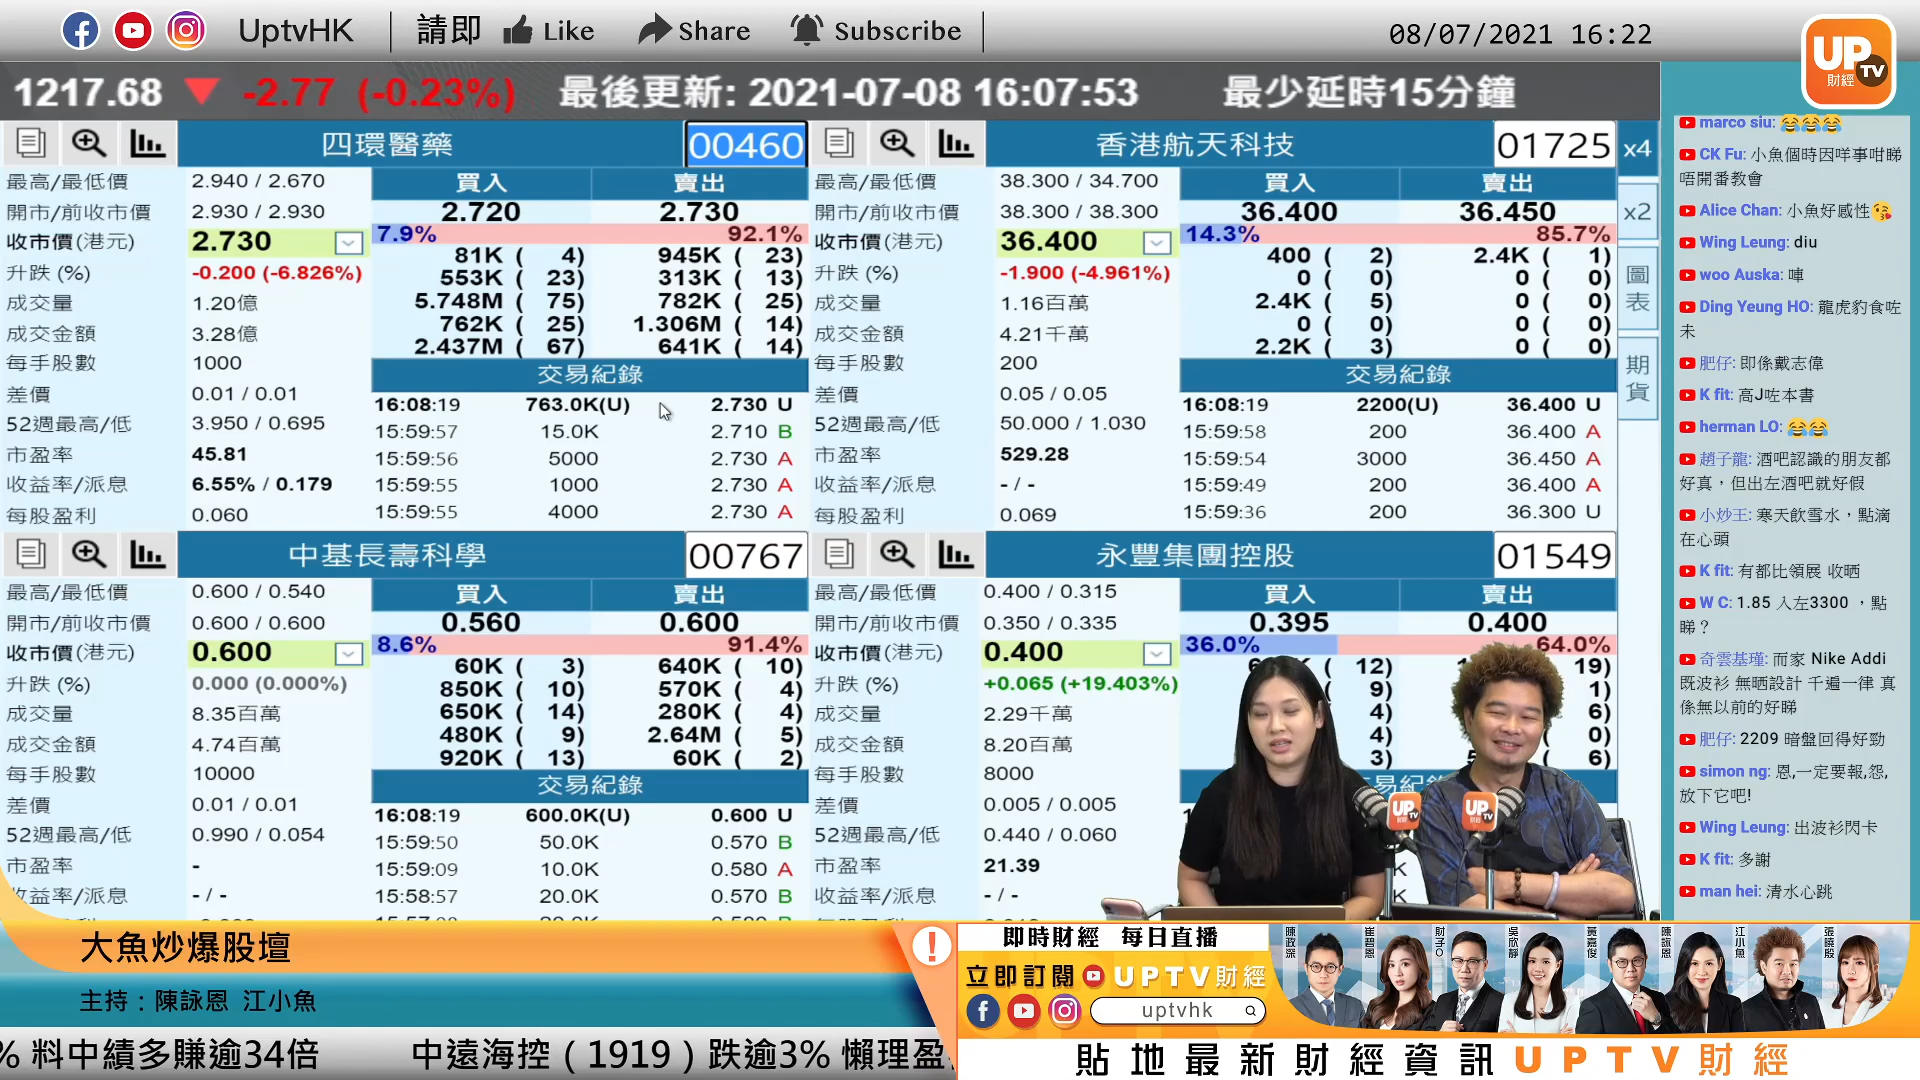 UptvHK 請即 Like Share Subscribe 08/07/2021 16:22
UP TV 財經
1217.68 -2.77 (-0.23%) 最後更新: 2021-07-08 16:07:53 最少延時15分鐘
四環醫藥 00460
最高/最低價 2.940 / 2.670
開市/前收市價 2.930 / 2.930
收市價(港元) 2.730
升跌 (%) -0.200 (-6.826%)
成交量 1.20億
成交金額 3.28億
每手股數 1000
差價 0.01 / 0.01
52週最高/低 3.950 / 0.695
市盈率 45.81
收益率/派息 6.55% / 0.179
每股盈利 0.060
買入 賣出
2.720 2.730
7.9% 92.1%
81K ( 4) 945K ( 23)
553K ( 23) 313K ( 13)
5.748M ( 75) 782K ( 25)
762K ( 25) 1.306M ( 14)
2.437M ( 67) 641K ( 14)
交易紀錄
16:08:19 763.0K(U) 2.730 U
15:59:57 15.0K 2.710 B
15:59:56 5000 2.730 A
15:59:55 1000 2.730 A
15:59:55 4000 2.730 A
香港航天科技 01725
最高/最低價 38.300 / 34.700
開市/前收市價 38.300 / 38.300
收市價(港元) 36.400
升跌 (%) -1.900 (-4.961%)
成交量 1.16百萬
成交金額 4.21千萬
每手股數 200
差價 0.05 / 0.05
52週最高/低 50.000 / 1.030
市盈率 529.28
收益率/派息 - / -
每股盈利 0.069
買入 賣出
36.400 36.450
14.3% 85.7%
400 ( 2) 2.4K ( 1)
0 ( 0) 0 ( 0)
2.4K ( 5) 0 ( 0)
0 ( 0) 0 ( 0)
2.2K ( 3) 0 ( 0)
交易紀錄
16:08:19 2200(U) 36.400 U
15:59:58 200 36.400 A
15:59:54 3000 36.450 A
15:59:49 200 36.400 A
15:59:36 200 36.300 U
x4
x2
圖表
期貨
中基長壽科學 00767
最高/最低價 0.600 / 0.540
開市/前收市價 0.600 / 0.600
收市價(港元) 0.600
升跌 (%) 0.000 (0.000%)
成交量 8.35百萬
成交金額 4.74百萬
每手股數 10000
差價 0.01 / 0.01
52週最高/低 0.990 / 0.054
市盈率 -
收益率/派息 - / -
買入 賣出
0.560 0.600
8.6% 91.4%
60K ( 3) 640K ( 10)
850K ( 10) 570K ( 4)
650K ( 14) 280K ( 4)
480K ( 9) 2.64M ( 5)
920K ( 13) 60K ( 2)
交易紀錄
16:08:19 600.0K(U) 0.600 U
15:59:50 50.0K 0.570 B
15:59:09 10.0K 0.580 A
15:58:57 20.0K 0.570 B
永豐集團控股 01549
最高/最低價 0.400 / 0.315
開市/前收市價 0.350 / 0.335
收市價(港元) 0.400
升跌 (%) +0.065 (+19.403%)
成交量 2.29千萬
成交金額 8.20百萬
每手股數 8000
差價 0.005 / 0.005
52週最高/低 0.440 / 0.060
市盈率 21.39
收益率/派息 - / -
買入 賣出
0.395 0.400
36.0% 64.0%
12) 19)
9) 1)
4) 6)
4) 0)
3) 6)
marco siu:
CK Fu: 小魚個時因咩事咁睇
唔開番教會
Alice Chan: 小魚好感性
Wing Leung: diu
woo Auska: 唓
Ding Yeung HO: 龍虎豹食咗
未
肥仔: 即係戴志偉
K fit: 高J咗本書
herman LO:
趙子龍: 酒吧認識的朋友都
好真，但出左酒吧就好假
小炒王: 寒天飲雪水，點滴
在心頭
K fit: 有都比領展 收晒
W C: 1.85 入左3300 ，點
睇？
奇雲基瑾: 而家 Nike Addi
既波衫 無晒設計 千遍一律 真
係無以前的好睇
肥仔: 2209 暗盤回得好勁
simon ng: 恩,一定要報,怨,
放下它吧!
Wing Leung: 出波衫閃卡
K fit: 多謝
man hei: 清水心跳
UP TV UP TV
大魚炒爆股壇
主持：陳詠恩 江小魚
% 料中績多賺逾34倍 中遠海控（1919）跌逾3% 懶理盈
!
即時財經 每日直播
立即訂閱 UPTV財經
uptvhk
陳政深 崔碧恩 財子O 吳欣靜 黃嘉俊 陳詠恩 江小魚 張曉殷
貼地最新財經資訊UPTV財經